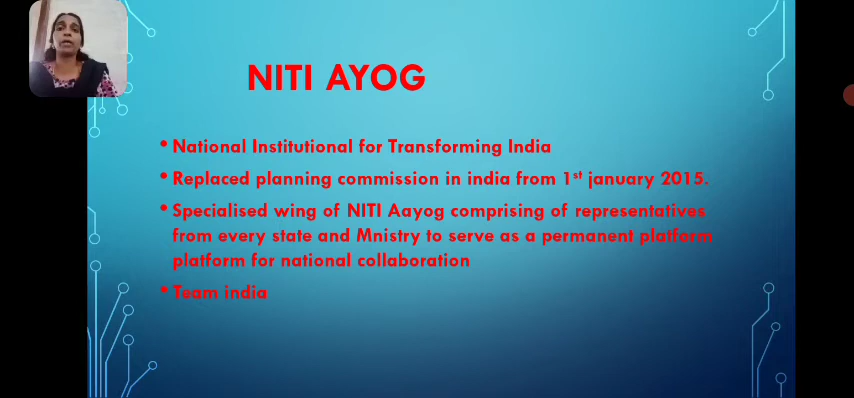 NITI AYOG
• National Institutional for Transforming India
• Replaced planning commission in india from 1st january 2015.
• Specialised wing of NITI Aayog comprising of representatives
from every state and Mnistry to serve as a permanent platform
platform for national collaboration
• Team india